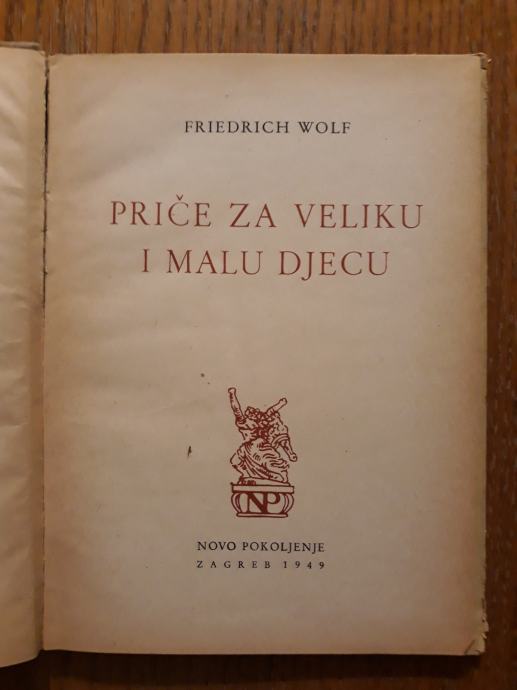 FRIEDRICH WOLF
PRIČE ZA VELIKU
I MALU DJECU
NP
NOVO POKOLJENJE
ZAGREB 1949